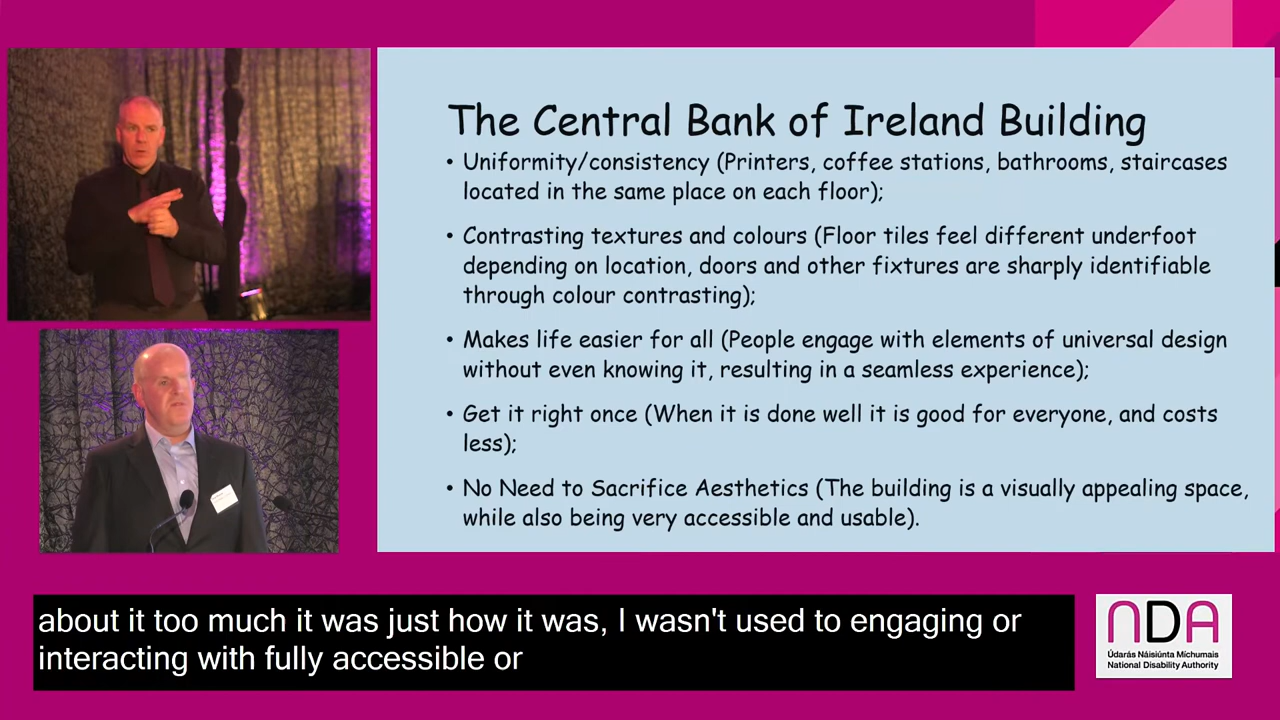 The Central Bank of Ireland Building
• Uniformity/consistency (Printers, coffee stations, bathrooms, staircases
located in the same place on each floor);
• Contrasting textures and colours (Floor tiles feel different underfoot
depending on location, doors and other fixtures are sharply identifiable
through colour contrasting);
• Makes life easier for all (People engage with elements of universal design
without even knowing it, resulting in a seamless experience);
• Get it right once (When it is done well it is good for everyone, and costs
less);
• No Need to Sacrifice Aesthetics (The building is a visually appealing space,
while also being very accessible and usable).
about it too much it was just how it was, I wasn't used to engaging or
interacting with fully accessible or
NDA
Údarás Náisiúnta Míchumais
National Disability Authority